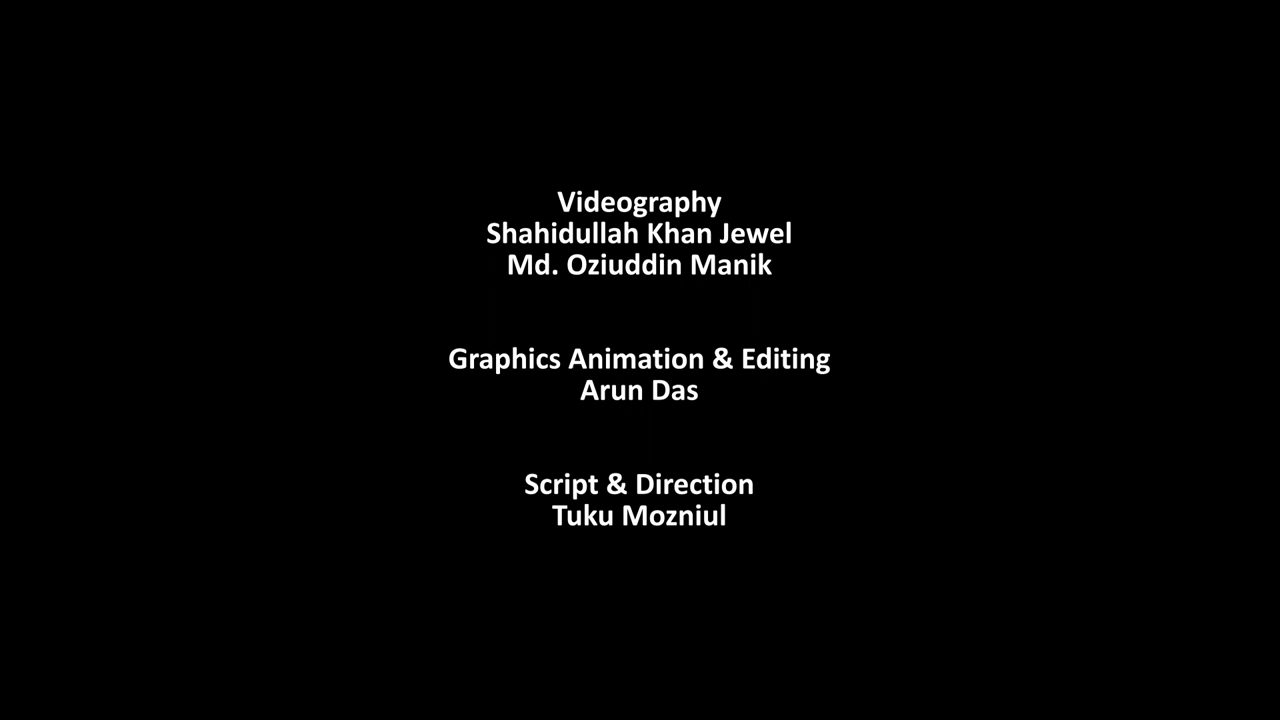 Videography
Shahidullah Khan Jewel
Md. Oziuddin Manik
Graphics Animation & Editing
Arun Das
Script & Direction
Tuku Mozniul